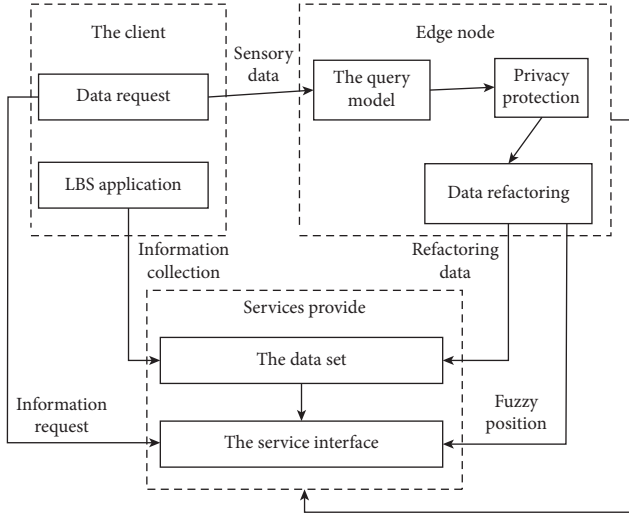 The client
Edge node
Sensory
data
Data request
The query
model
Privacy
protection
LBS application
Data refactoring
Information
collection
Refactoring
data
Services provide
The data set
Information
request
The service interface
Fuzzy
position